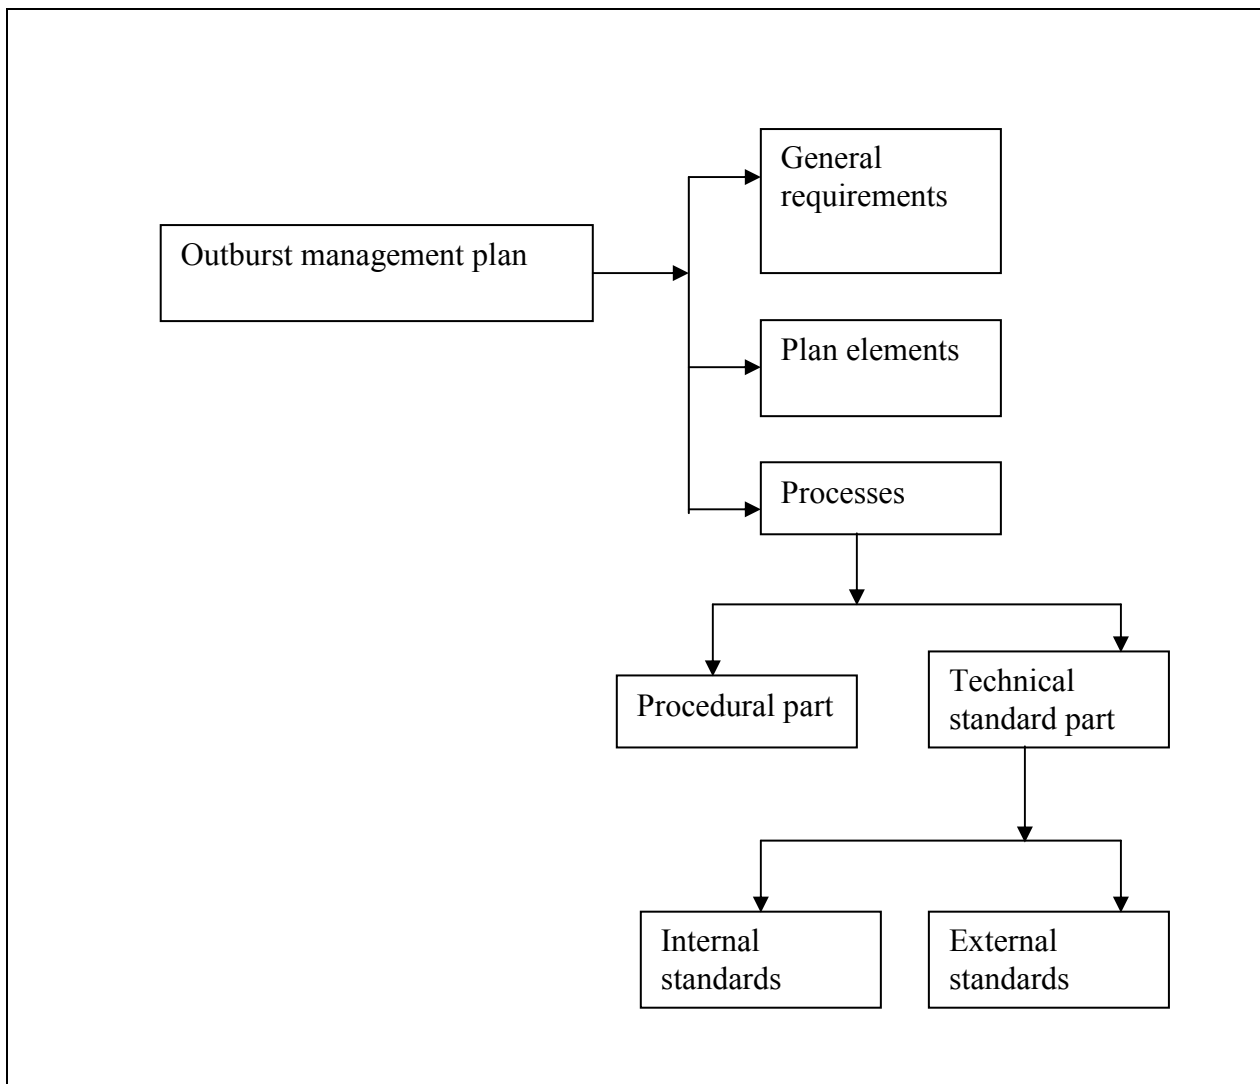 General
requirements
Outburst management plan
Plan elements
Processes
Procedural part
Technical
standard part
Internal
standards
External
standards